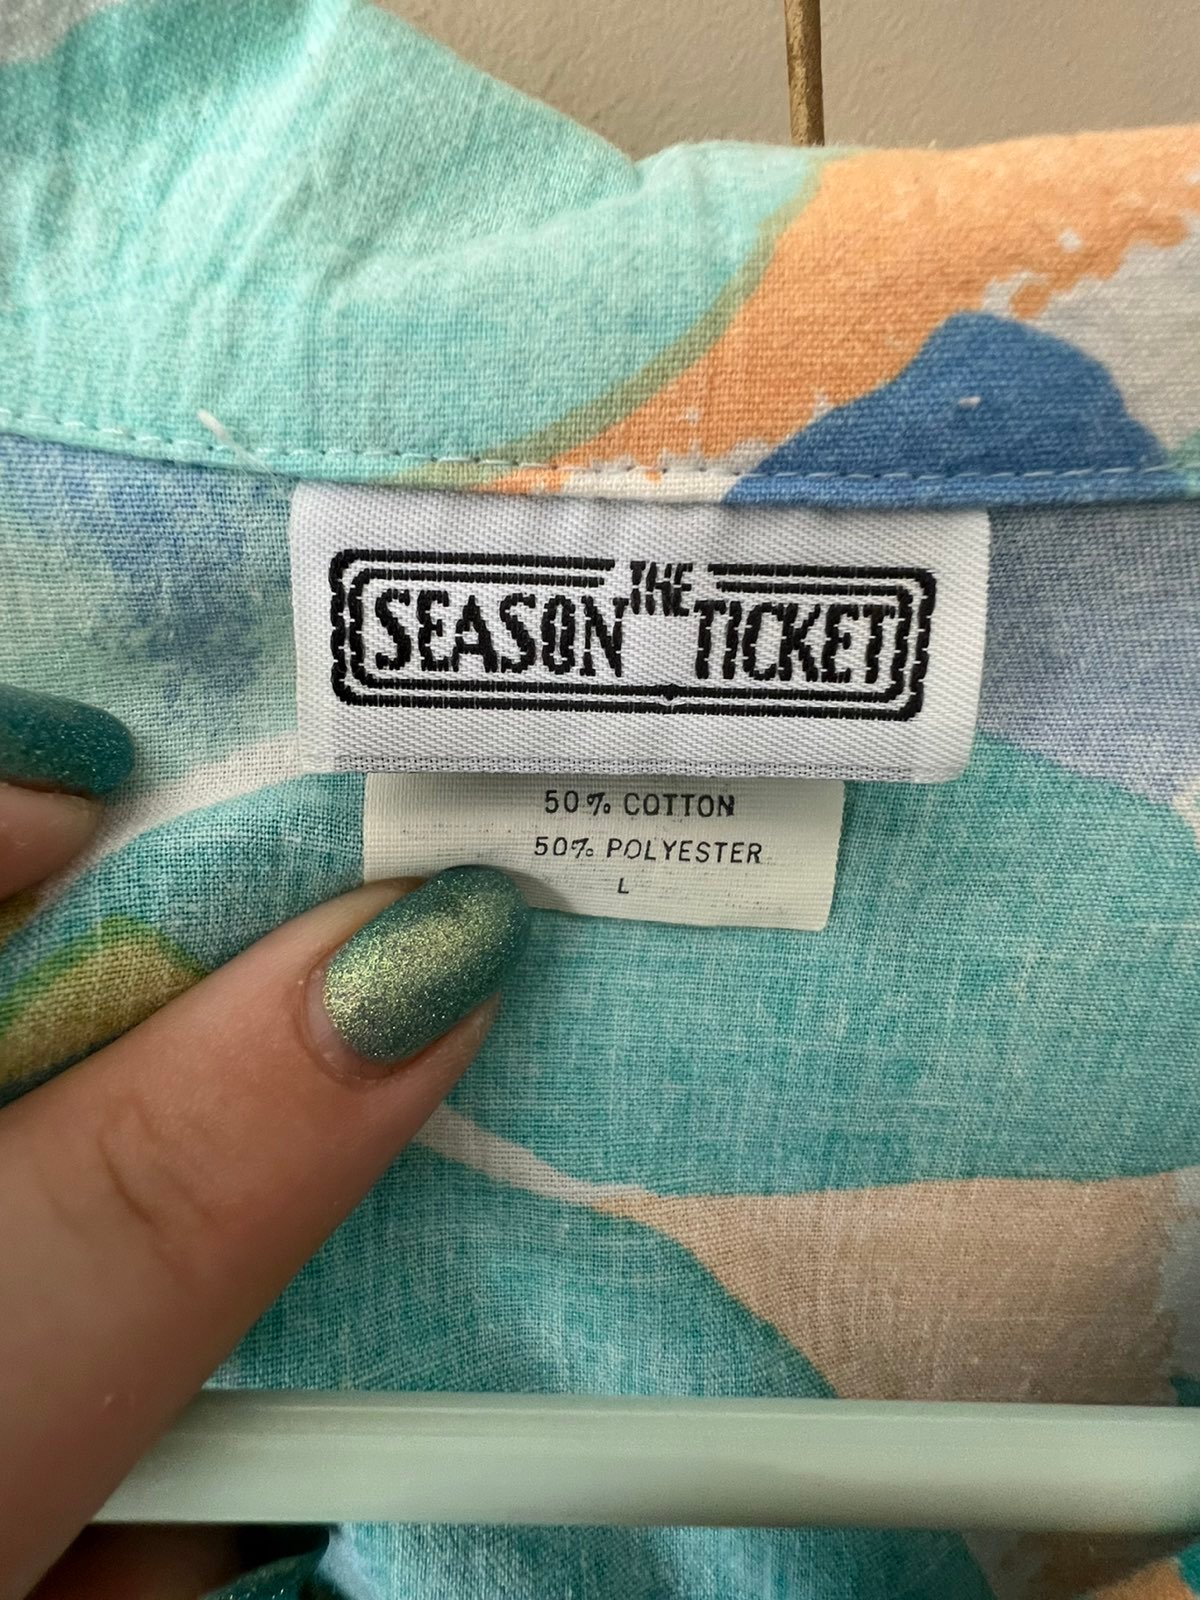 THE
SEASON TICKET
50% COTTON
50% POLYESTER
L